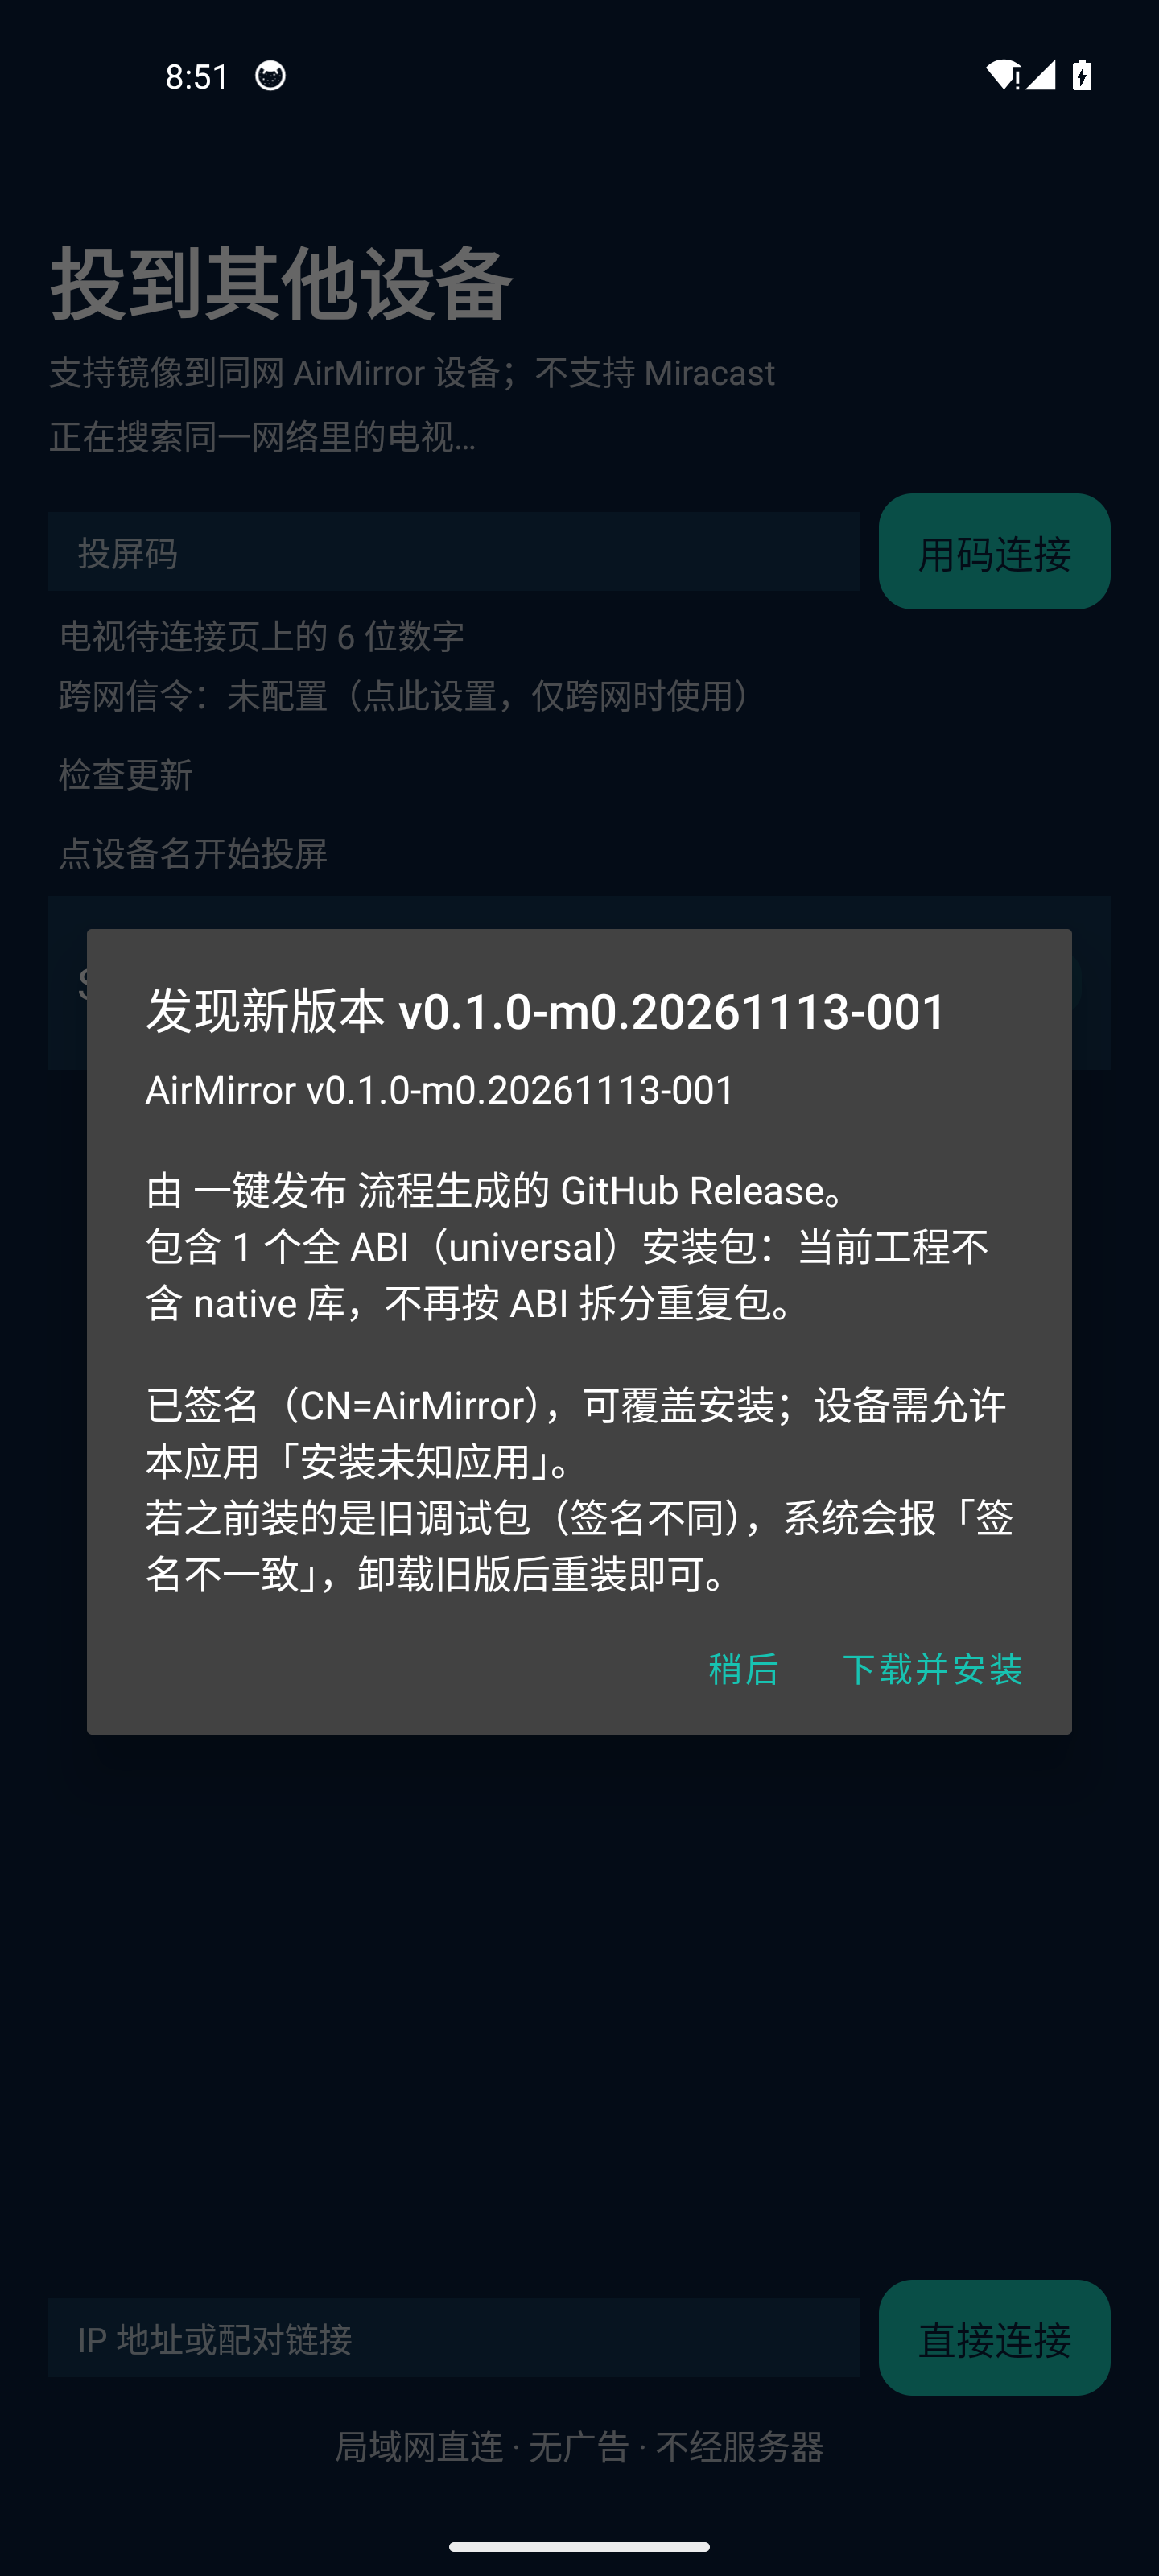 8:51
投到其他设备
支持镜像到同网 AirMirror 设备；不支持 Miracast
正在搜索同一网络里的电视…
投屏码
用码连接
电视待连接页上的 6 位数字
跨网信令：未配置（点此设置，仅跨网时使用）
检查更新
点设备名开始投屏
发现新版本 v0.1.0-m0.20261113-001
AirMirror v0.1.0-m0.20261113-001
由 一键发布 流程生成的 GitHub Release。
包含 1 个全 ABI（universal）安装包：当前工程不
含 native 库，不再按 ABI 拆分重复包。
已签名（CN=AirMirror），可覆盖安装；设备需允许
本应用「安装未知应用」。
若之前装的是旧调试包（签名不同），系统会报「签
名不一致」，卸载旧版后重装即可。
稍后
下载并安装
IP 地址或配对链接
直接连接
局域网直连 · 无广告 · 不经服务器